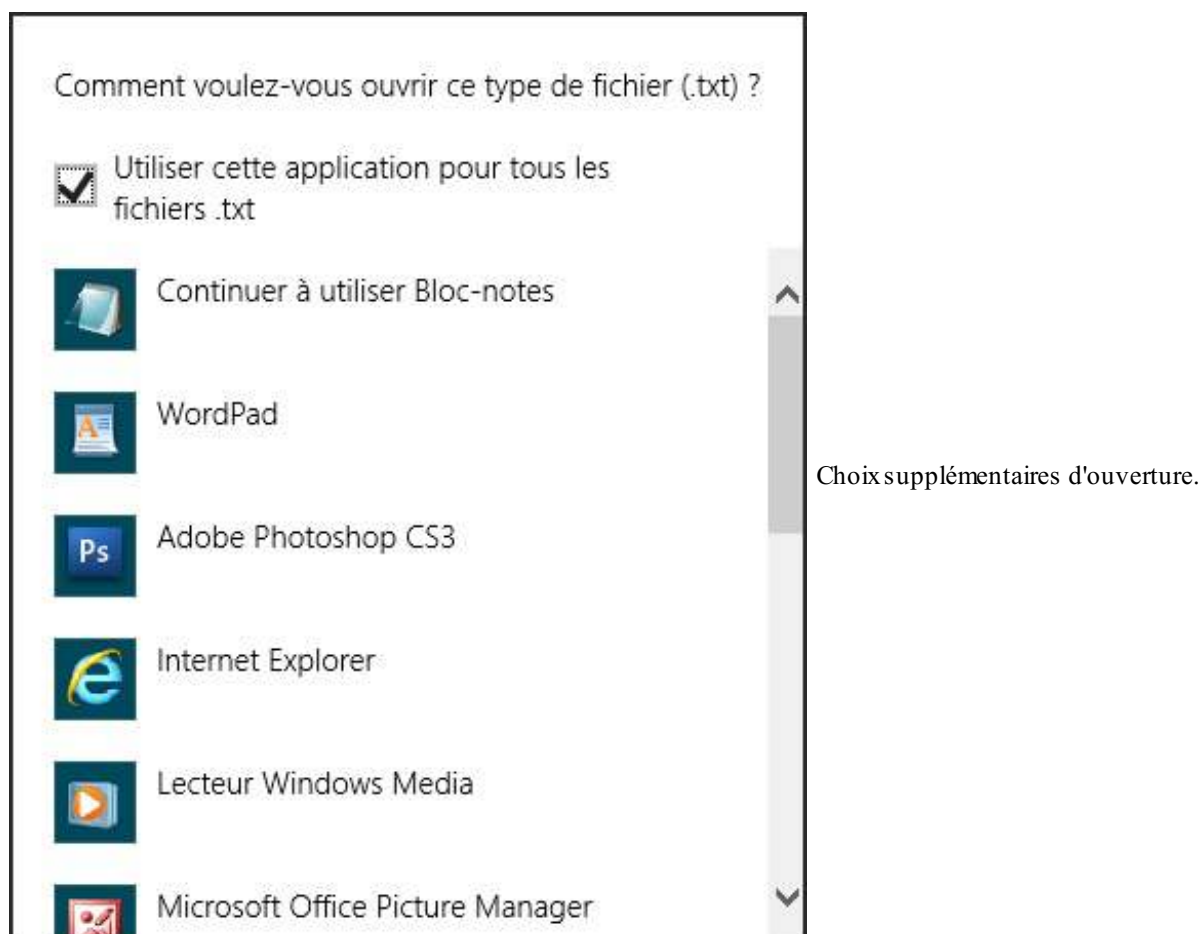 Comment voulez-vous ouvrir ce type de fichier (.txt) ?
Utiliser cette application pour tous les
fichiers .txt
Continuer à utiliser Bloc-notes
WordPad
Ps
Adobe Photoshop CS3
Internet Explorer
Lecteur Windows Media
Microsoft Office Picture Manager
Choix supplémentaires d'ouverture.